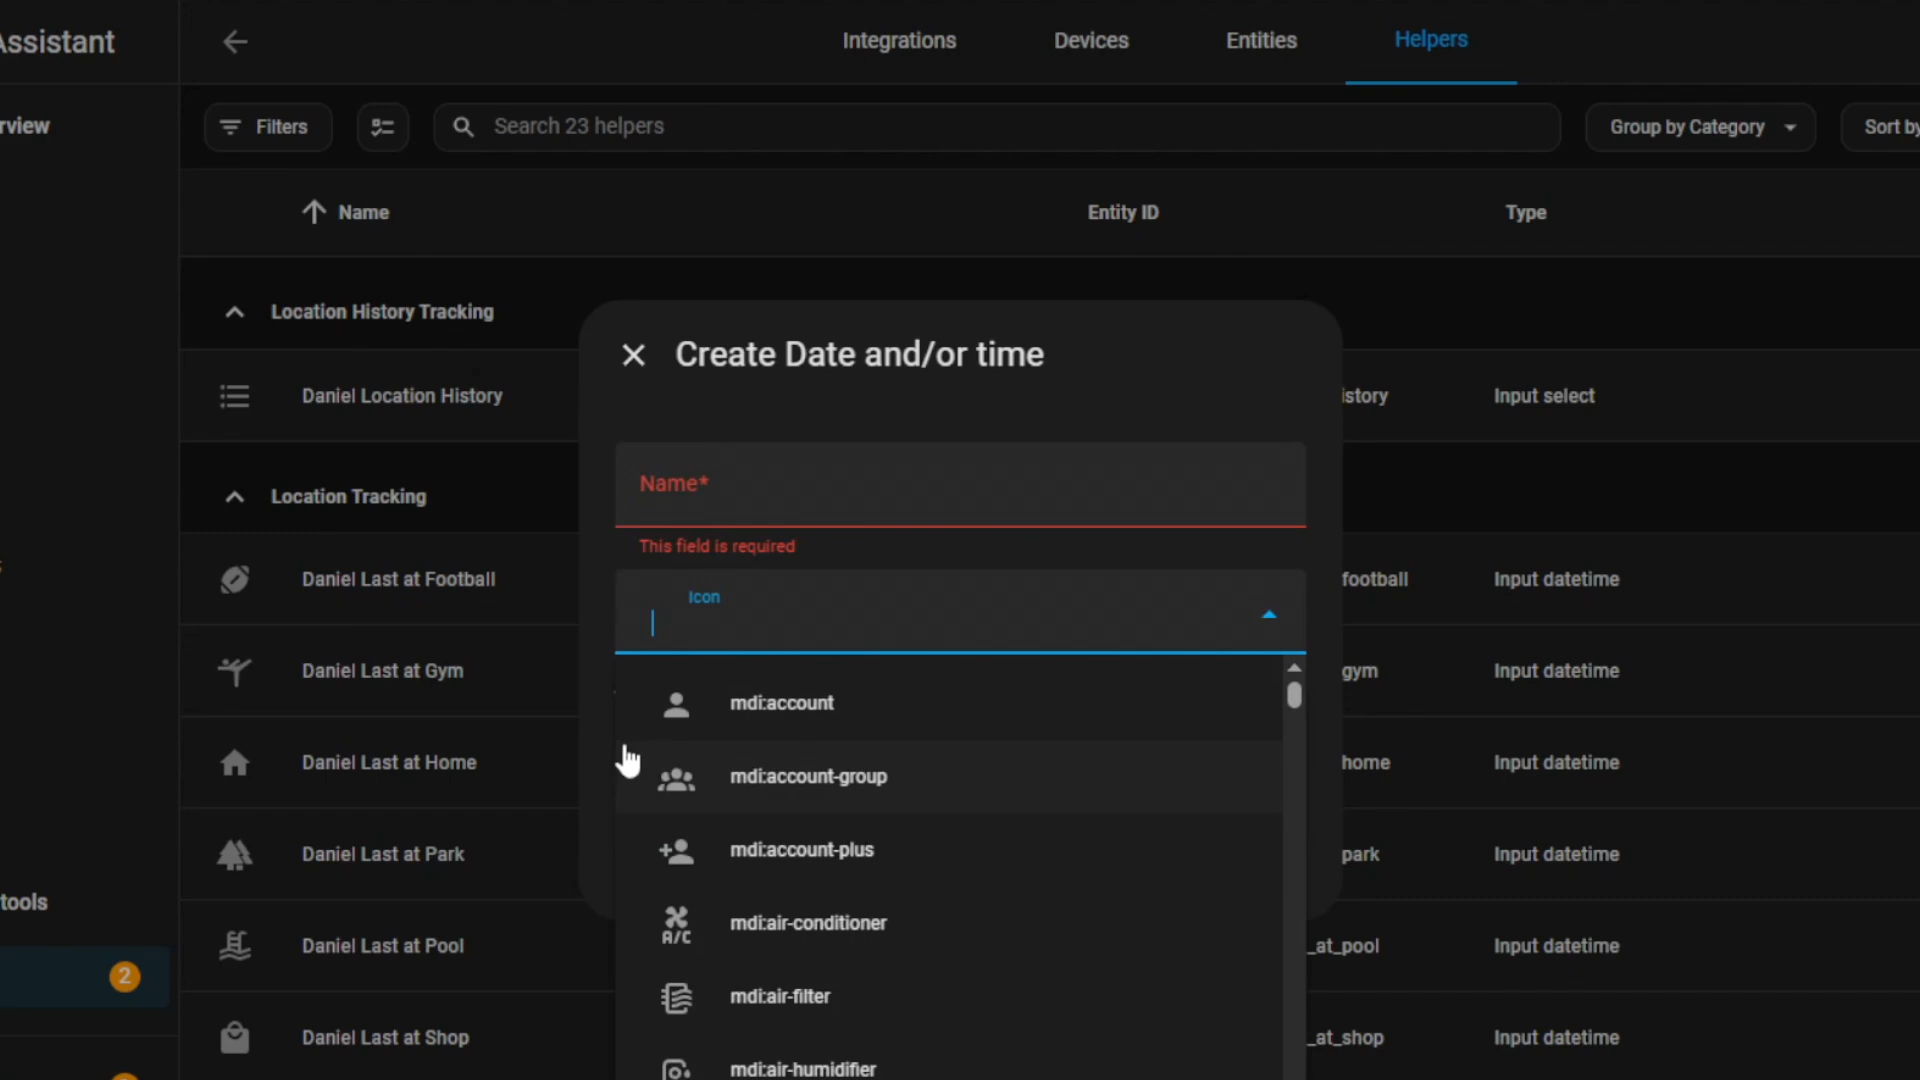 Assistant
Integrations
Devices
Entities
Helpers
rview
Filters
Search 23 helpers
Group by Category
Sort by
Name
Entity ID
Type
Location History Tracking
Create Date and/or time
Daniel Location History
istory
Input select
Name*
Location Tracking
This field is required
Daniel Last at Football
football
Input datetime
Icon
Daniel Last at Gym
gym
Input datetime
mdi:account
Daniel Last at Home
home
Input datetime
mdi:account-group
Daniel Last at Park
park
Input datetime
mdi:account-plus
tools
A/C
mdi:air-conditioner
Daniel Last at Pool
_at_pool
Input datetime
2
mdi:air-filter
Daniel Last at Shop
_at_shop
Input datetime
mdi:air-humidifier